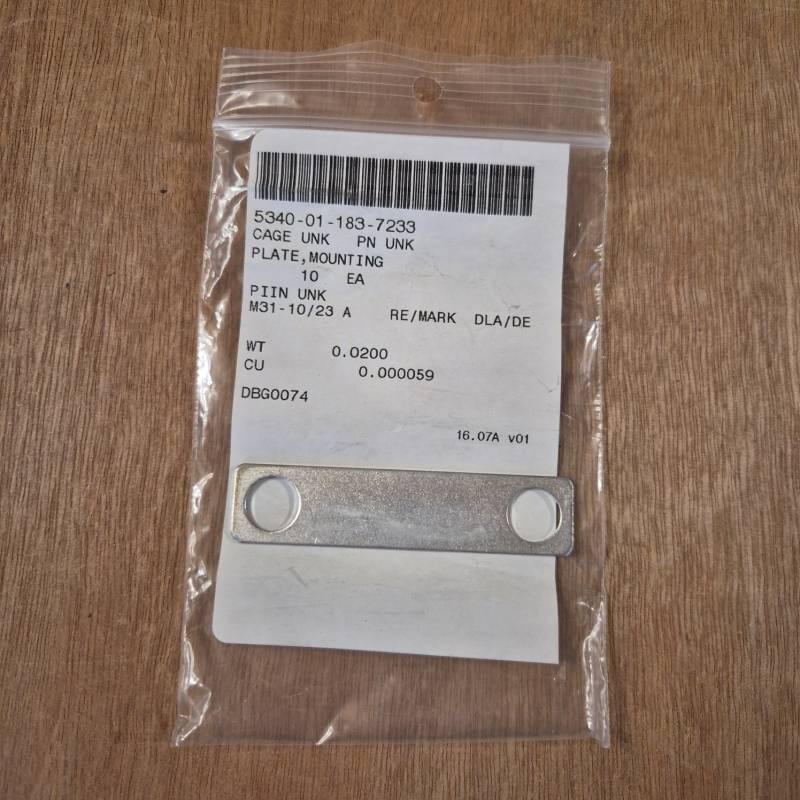 5340-01-183-7233
CAGE UNK PN UNK
PLATE,MOUNTING
10 EA
PIIN UNK
M31-10/23 A RE/MARK DLA/DE
WT 0.0200
CU 0.000059
DBG0074
16.07A v01